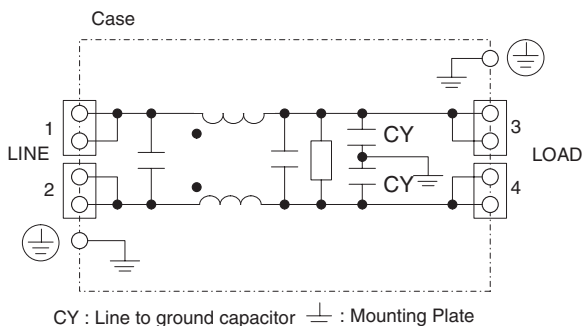 Case
1
3
CY
LINE
LOAD
CY
2
4
CY : Line to ground capacitor : Mounting Plate